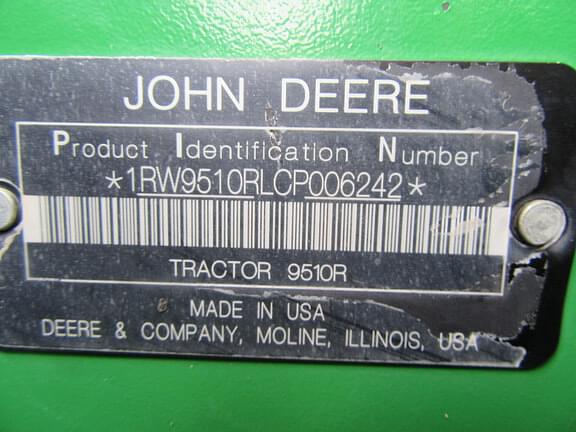 JOHN DEERE
Product Identification Number
*1RW9510RLCP006242*
TRACTOR 9510R
MADE IN USA
DEERE & COMPANY, MOLINE, ILLINOIS, USA